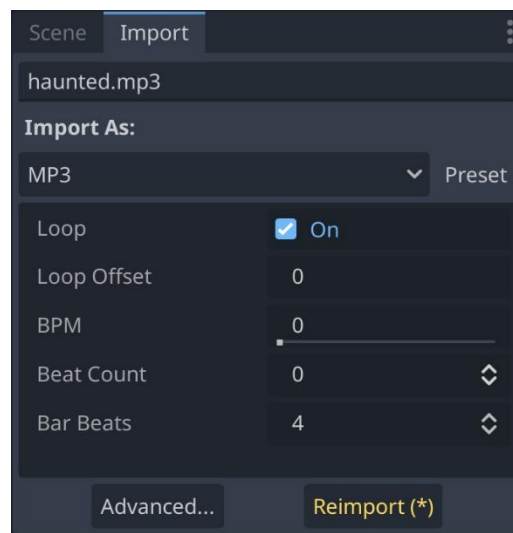 Scene Import
haunted.mp3
Import As:
MP3 Preset
Loop On
Loop Offset 0
BPM 0
Beat Count 0
Bar Beats 4
Advanced... Reimport (*)